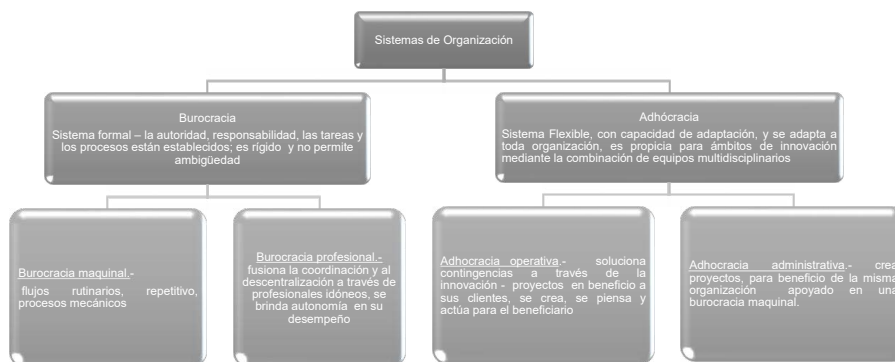 Sistemas de Organización
Burocracia
Sistema formal – la autoridad, responsabilidad, las tareas y
los procesos están establecidos; es rígido y no permite
ambigüedad
Adhócracia
Sistema Flexible, con capacidad de adaptación, y se adapta a
toda organización, es propicia para ámbitos de innovación
mediante la combinación de equipos multidisciplinarios
Burocracia maquinal.-
flujos rutinarios, repetitivo,
procesos mecánicos
Burocracia profesional.-
fusiona la coordinación y al
descentralización a través de
profesionales idóneos, se
brinda autonomía en su
desempeño
Adhocracia operativa.- soluciona
contingencias a través de la
innovación - proyectos en beneficio a
sus clientes, se crea, se piensa y
actúa para el beneficiario
Adhocracia administrativa.- crea
proyectos, para beneficio de la misma
organización apoyado en una
burocracia maquinal.